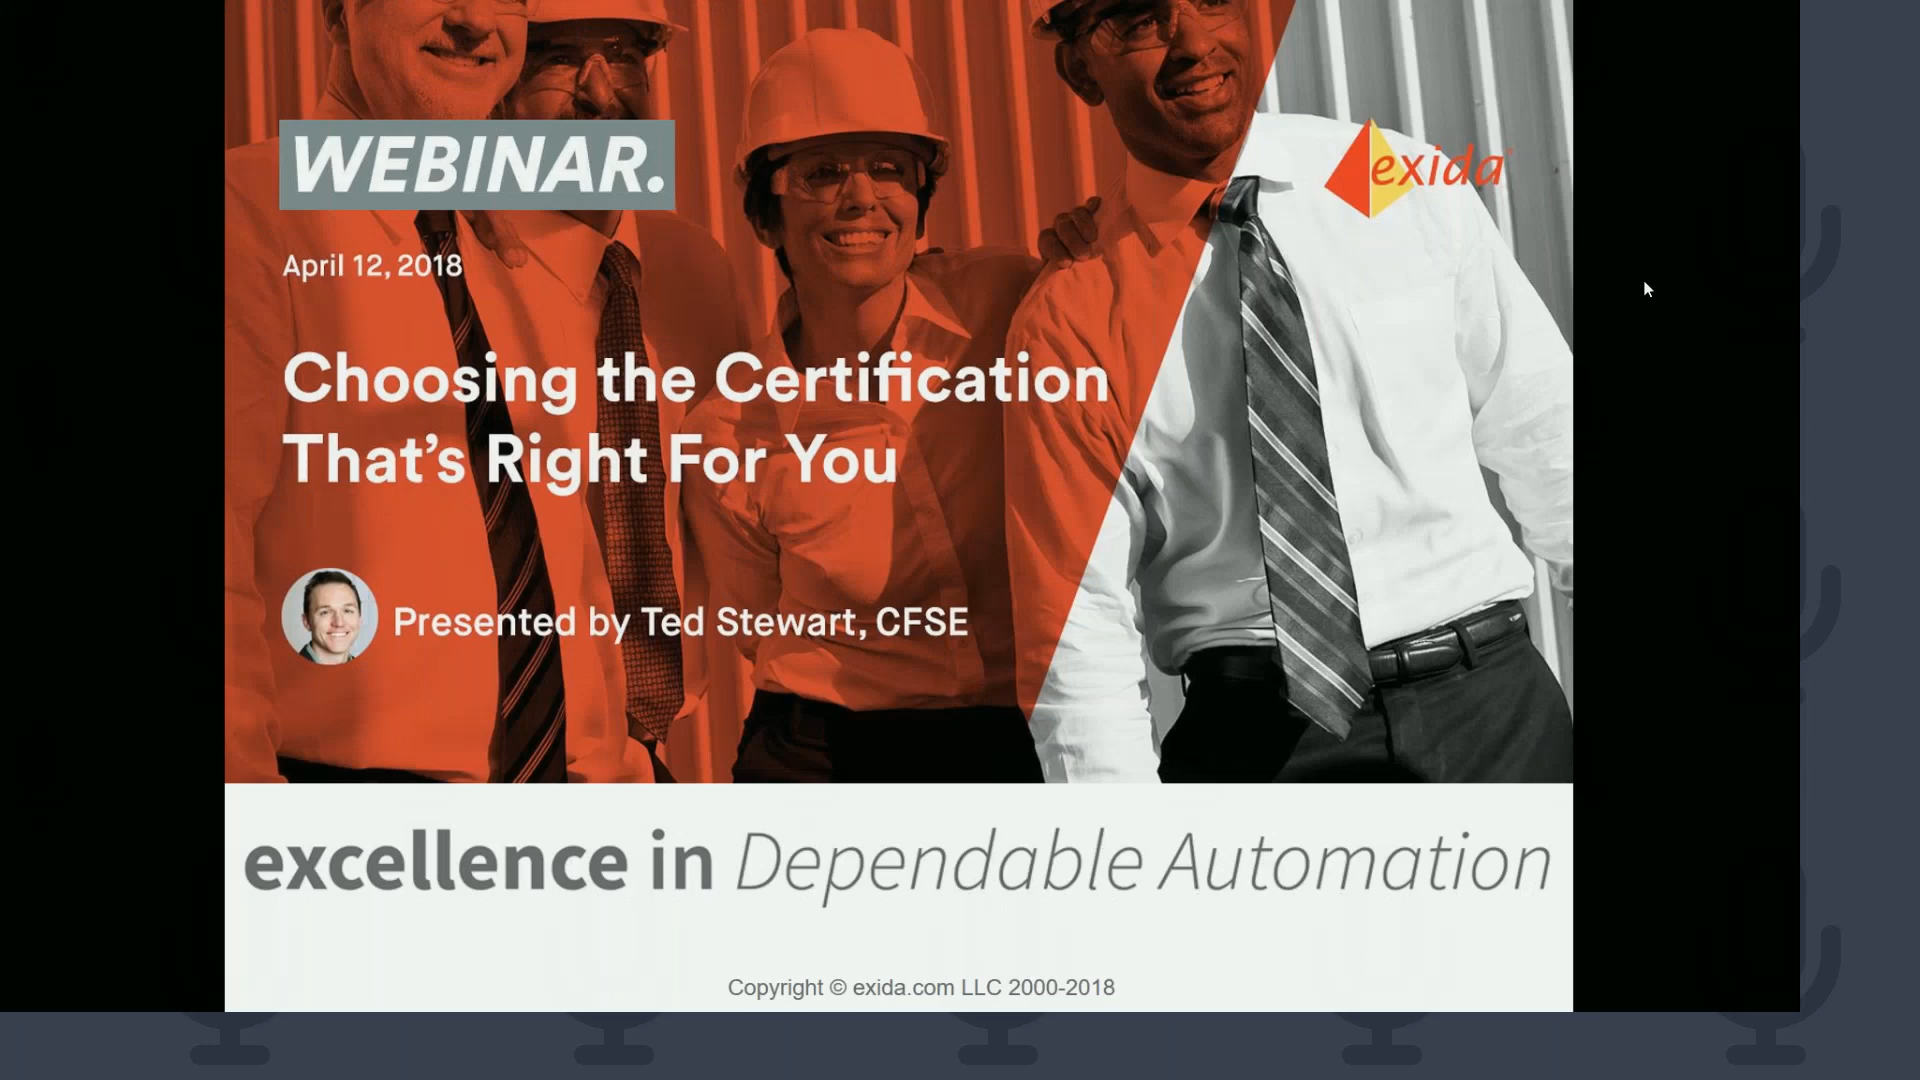 WEBINAR.
exida
April 12, 2018
Choosing the Certification
That's Right For You
Presented by Ted Stewart, CFSE
excellence in Dependable Automation
Copyright © exida.com LLC 2000-2018